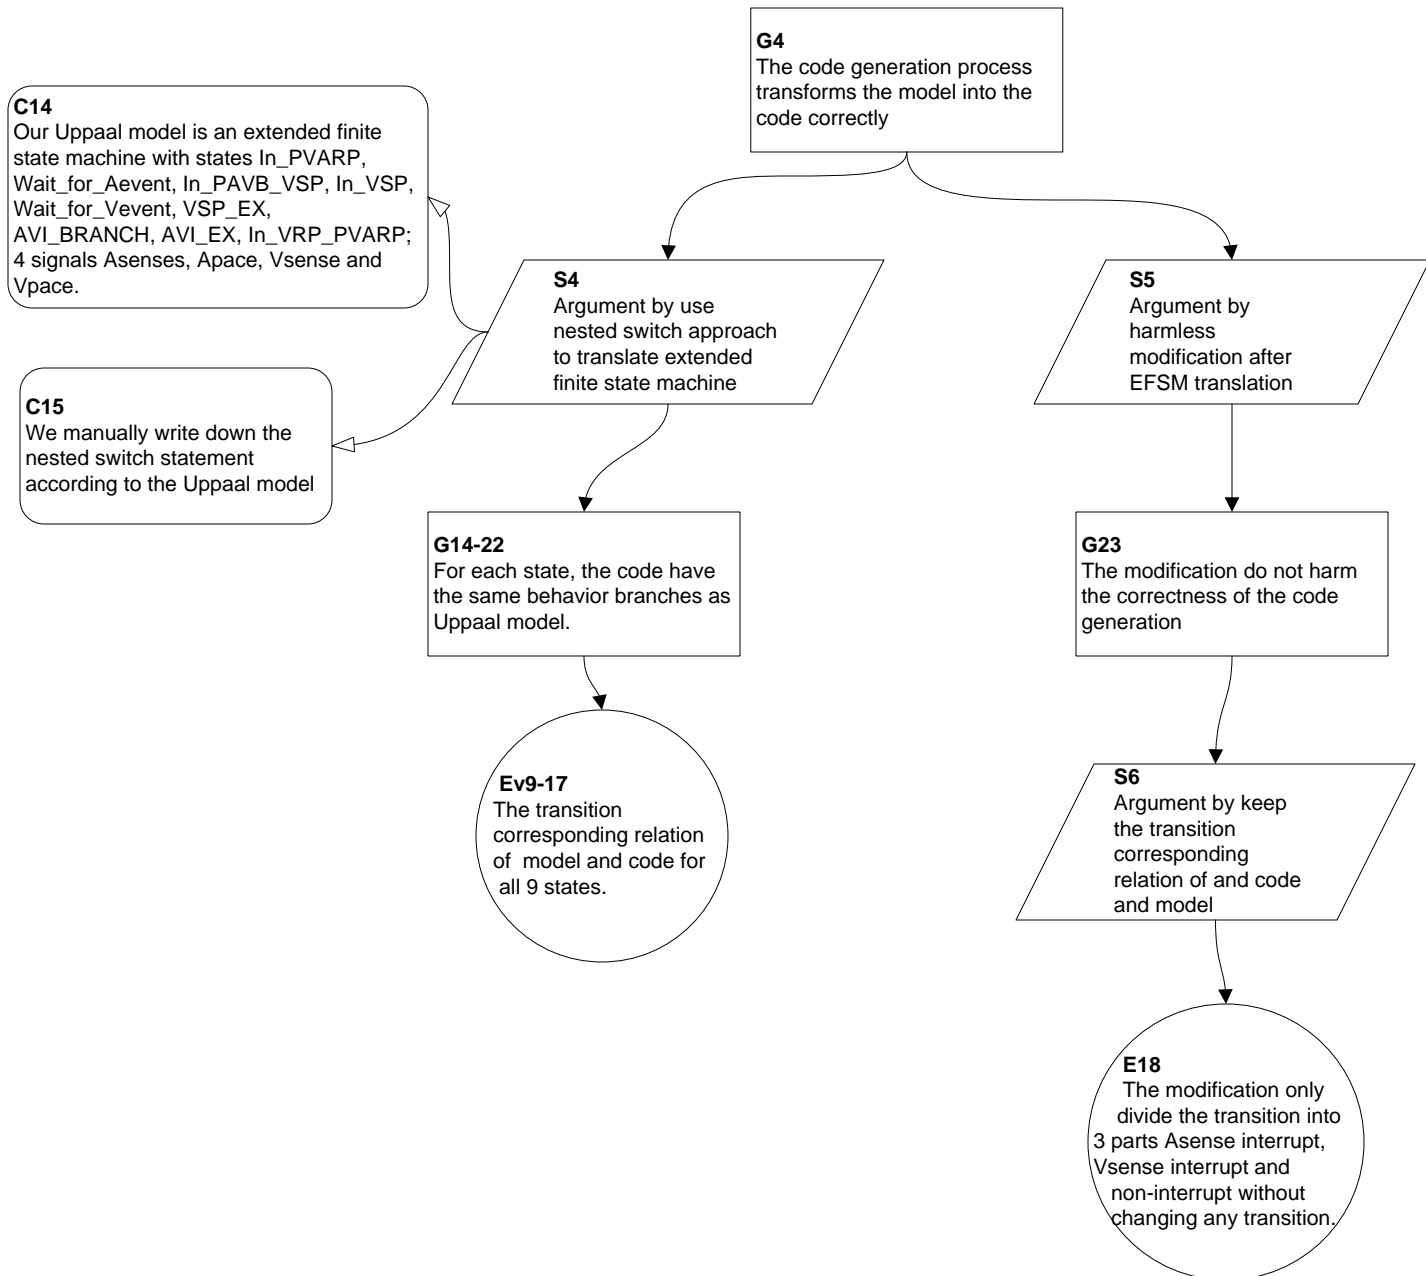 G4
The code generation process
transforms the model into the
code correctly
C14
Our Uppaal model is an extended finite
state machine with states In_PVARP,
Wait_for_Aevent, In_PAVB_VSP, In_VSP,
Wait_for_Vevent, VSP_EX,
AVI_BRANCH, AVI_EX, In_VRP_PVARP;
4 signals Asenses, Apace, Vsense and
Vpace.
S4
Argument by use
nested switch approach
to translate extended
finite state machine
S5
Argument by
harmless
modification after
EFSM translation
C15
We manually write down the
nested switch statement
according to the Uppaal model
G14-22
For each state, the code have
the same behavior branches as
Uppaal model.
G23
The modification do not harm
the correctness of the code
generation
Ev9-17
The transition
corresponding relation
of model and code for
all 9 states.
S6
Argument by keep
the transition
corresponding
relation of and code
and model
E18
The modification only
divide the transition into
3 parts Asense interrupt,
Vsense interrupt and
non-interrupt without
changing any transition.